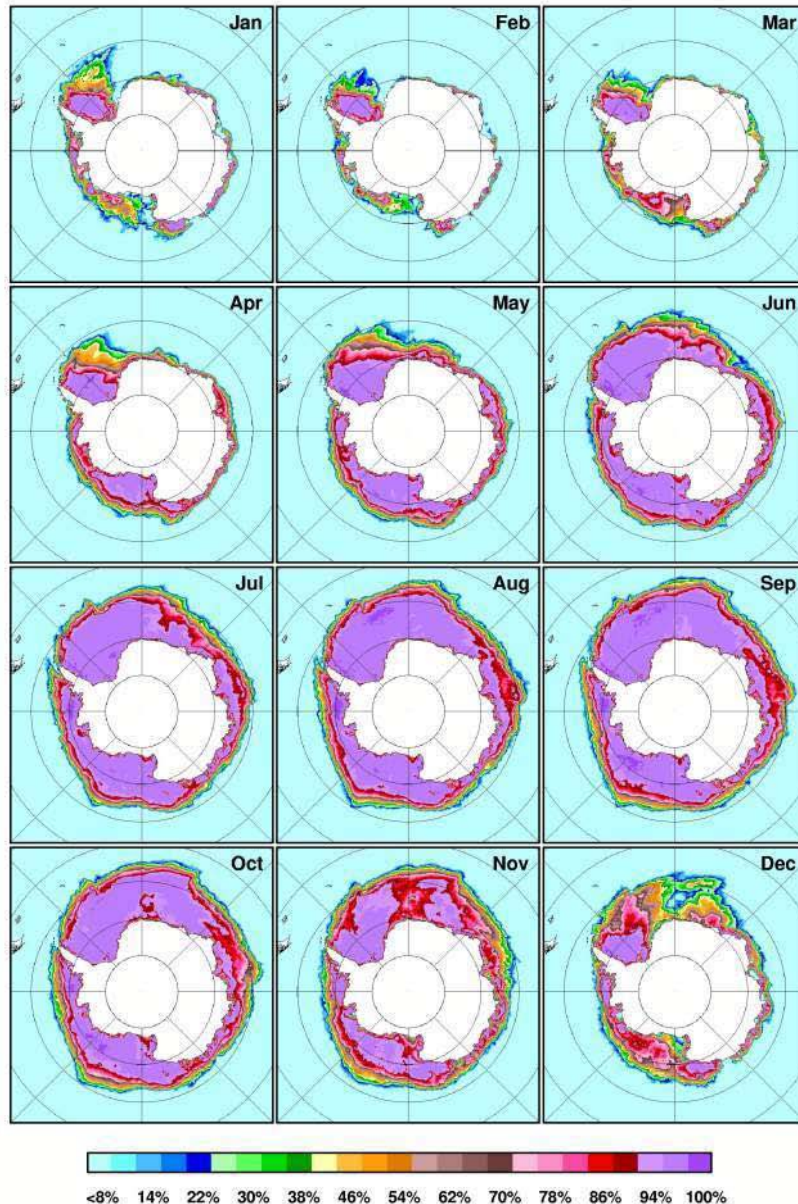 Jan Feb Mar
Apr May Jun
Jul Aug Sep
Oct Nov Dec
<8% 14% 22% 30% 38% 46% 54% 62% 70% 78% 86% 94% 100%